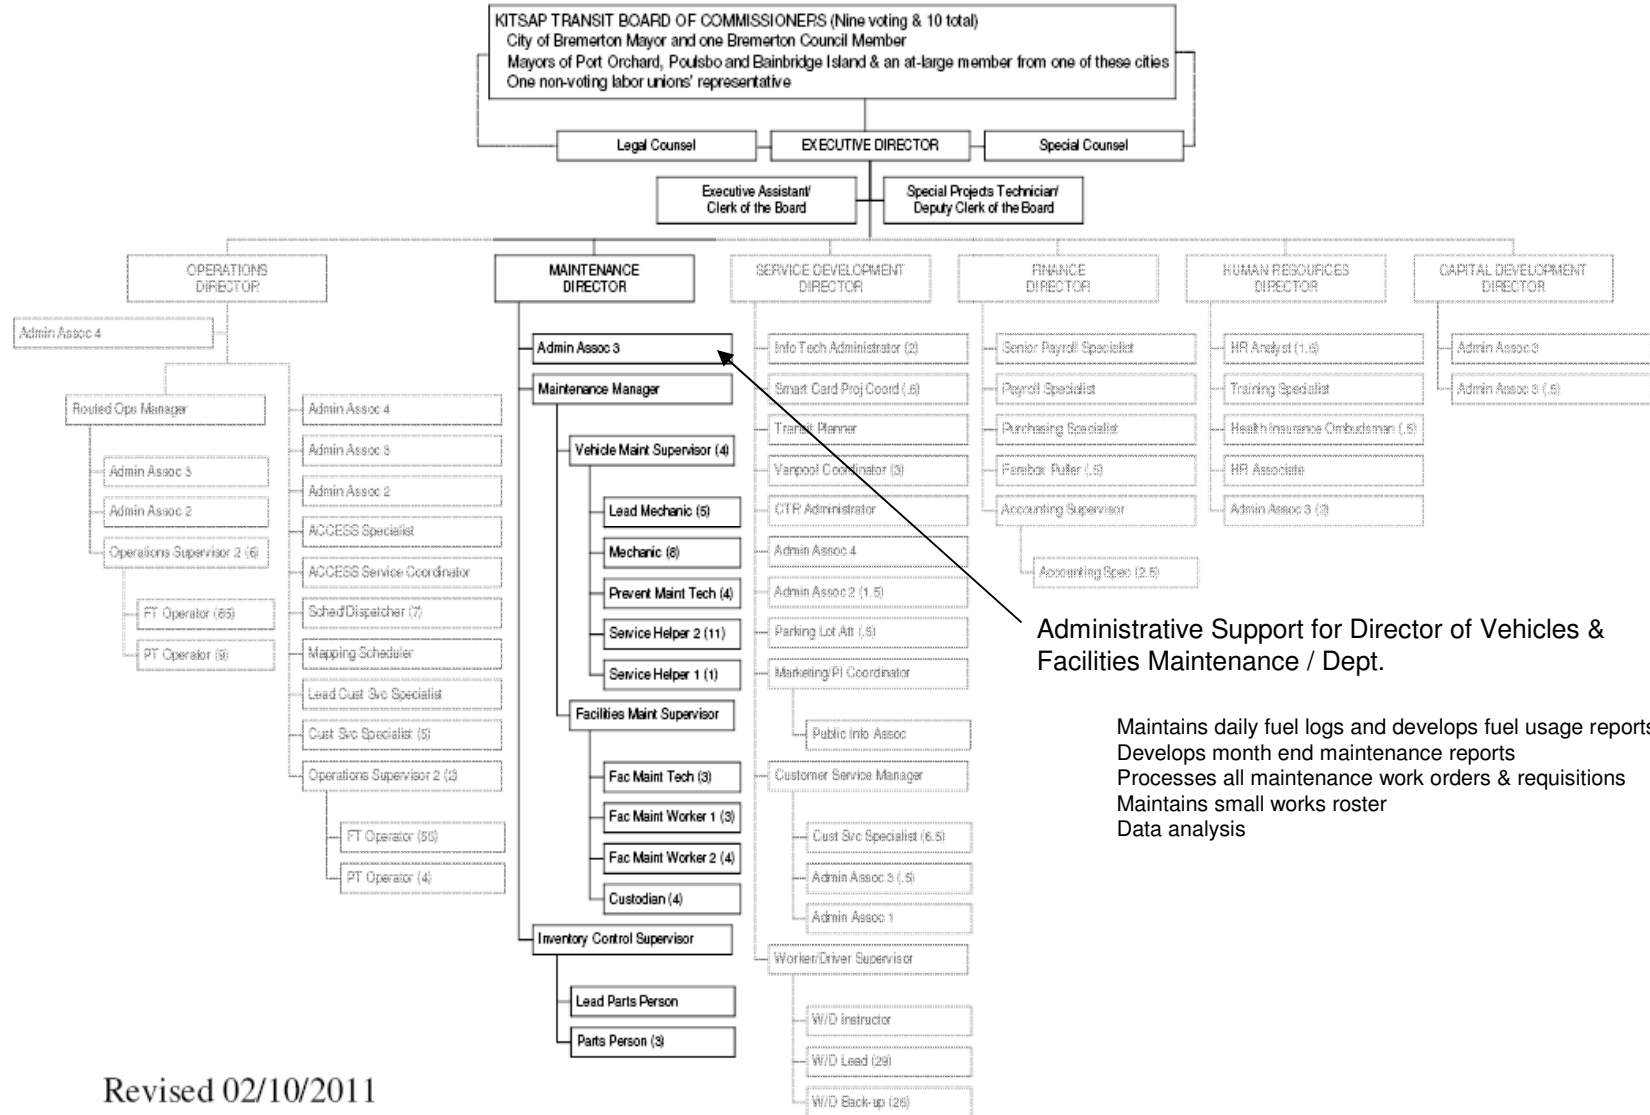 KITSAP TRANSIT BOARD OF COMMISSIONERS (Nine voting & 10 total)
City of Bremerton Mayor and one Bremerton Council Member
Mayors of Port Orchard, Poulsbo and Bainbridge Island & an at-large member from one of these cities
One non-voting labor unions' representative
Legal Counsel
EXECUTIVE DIRECTOR
Special Counsel
Executive Assistant/
Clerk of the Board
Special Projects Technician/
Deputy Clerk of the Board
OPERATIONS
DIRECTOR
Admin Assoc 4
Routed Ops Manager
Admin Assoc 3
Admin Assoc 2
Operations Supervisor 2 (6)
FT Operator (85)
PT Operator (9)
Admin Assoc 4
Admin Assoc 3
Admin Assoc 2
ACCESS Specialist
ACCESS Service Coordinator
Sched/Dispatcher (7)
Mapping Scheduler
Lead Cust Svc Specialist
Cust Svc Specialist (5)
Operations Supervisor 2 (2)
FT Operator (55)
PT Operator (4)
MAINTENANCE
DIRECTOR
Admin Assoc 3
Maintenance Manager
Vehicle Maint Supervisor (4)
Lead Mechanic (5)
Mechanic (8)
Prevent Maint Tech (4)
Service Helper 2 (11)
Service Helper 1 (1)
Facilities Maint Supervisor
Fac Maint Tech (3)
Fac Maint Worker 1 (3)
Fac Maint Worker 2 (4)
Custodian (4)
Inventory Control Supervisor
Lead Parts Person
Parts Person (3)
SERVICE DEVELOPMENT
DIRECTOR
Info Tech Administrator (2)
Smart Card Proj Coord (.6)
Transit Planner
Vanpool Coordinator (3)
CTR Administrator
Admin Assoc 4
Admin Assoc 2 (1.5)
Parking Lot Att (.5)
Marketing/PI Coordinator
Public Info Assoc
Customer Service Manager
Cust Svc Specialist (6.5)
Admin Assoc 3 (.5)
Admin Assoc 1
Worker/Driver Supervisor
W/D Instructor
W/D Lead (29)
W/D Back-up (26)
FINANCE
DIRECTOR
Senior Payroll Specialist
Payroll Specialist
Purchasing Specialist
Farebox Puller (.5)
Accounting Supervisor
Accounting Spec (2.5)
HUMAN RESOURCES
DIRECTOR
HR Analyst (1.6)
Training Specialist
Health Insurance Ombudsman (.5)
HR Associate
Admin Assoc 3 (2)
CAPITAL DEVELOPMENT
DIRECTOR
Admin Assoc 3
Admin Assoc 3 (.5)
Administrative Support for Director of Vehicles &
Facilities Maintenance / Dept.
Maintains daily fuel logs and develops fuel usage reports
Develops month end maintenance reports
Processes all maintenance work orders & requisitions
Maintains small works roster
Data analysis
Revised 02/10/2011